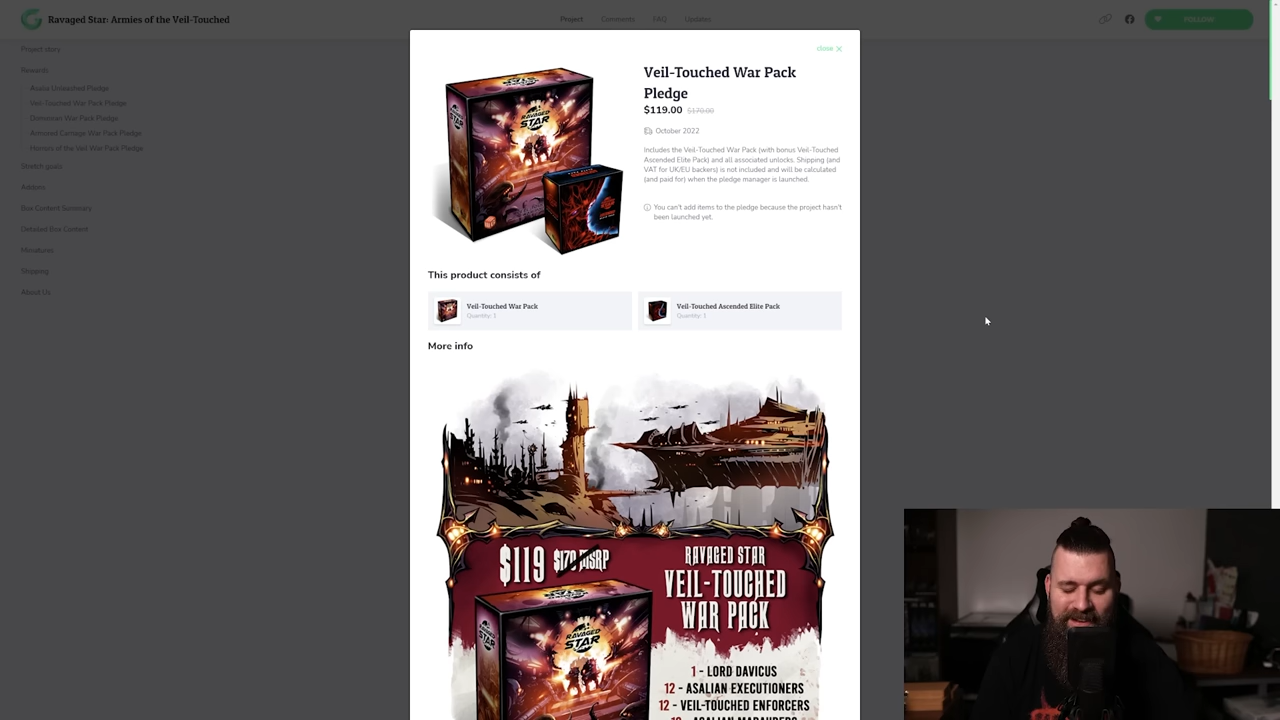 Ravaged Star: Armies of the Veil-Touched
Project
Comments
FAQ
Updates
FOLLOW
Project story
Rewards
Asalia Unleashed Pledge
Veil-Touched War Pack Pledge
Dominion War Pack Pledge
Armored Carnage War Pack Pledge
Horrors of the Veil War Pack Pledge
Stretch goals
Addons
Box Content Summary
Detailed Box Content
Miniatures
Shipping
About Us
close
Veil-Touched War Pack
Pledge
$119.00 $170.00
October 2022
Includes the Veil-Touched War Pack (with bonus Veil-Touched
Ascended Elite Pack) and all associated unlocks. Shipping (and
VAT for UK/EU backers) is not included and will be calculated
(and paid for) when the pledge manager is launched.
You can't add items to the pledge because the project hasn't
been launched yet.
RAVAGED
STAR
This product consists of
Veil-Touched War Pack
Quantity: 1
Veil-Touched Ascended Elite Pack
Quantity: 1
More info
$119 $170 MSRP
RAVAGED STAR
VEIL-TOUCHED
WAR PACK
RAVAGED
STAR
1 - LORD DAVICUS
12 - ASALIAN EXECUTIONERS
12 - VEIL-TOUCHED ENFORCERS